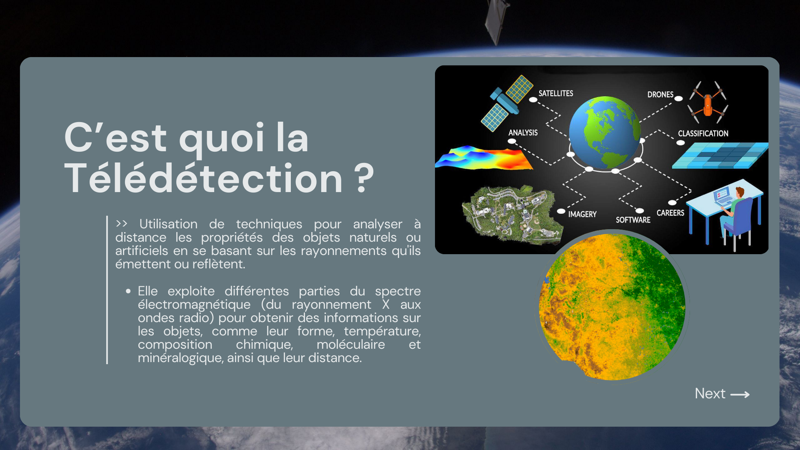 C'est quoi la
Télédétection ?
>> Utilisation de techniques pour analyser à
distance les propriétés des objets naturels ou
artificiels en se basant sur les rayonnements qu'ils
émettent ou reflètent.
• Elle exploite différentes parties du spectre
électromagnétique (du rayonnement X aux
ondes radio) pour obtenir des informations sur
les objets, comme leur forme, température,
composition chimique, moléculaire et
minéralogique, ainsi que leur distance.
SATELLITES
DRONES
ANALYSIS
CLASSIFICATION
IMAGERY
SOFTWARE
CAREERS
Next